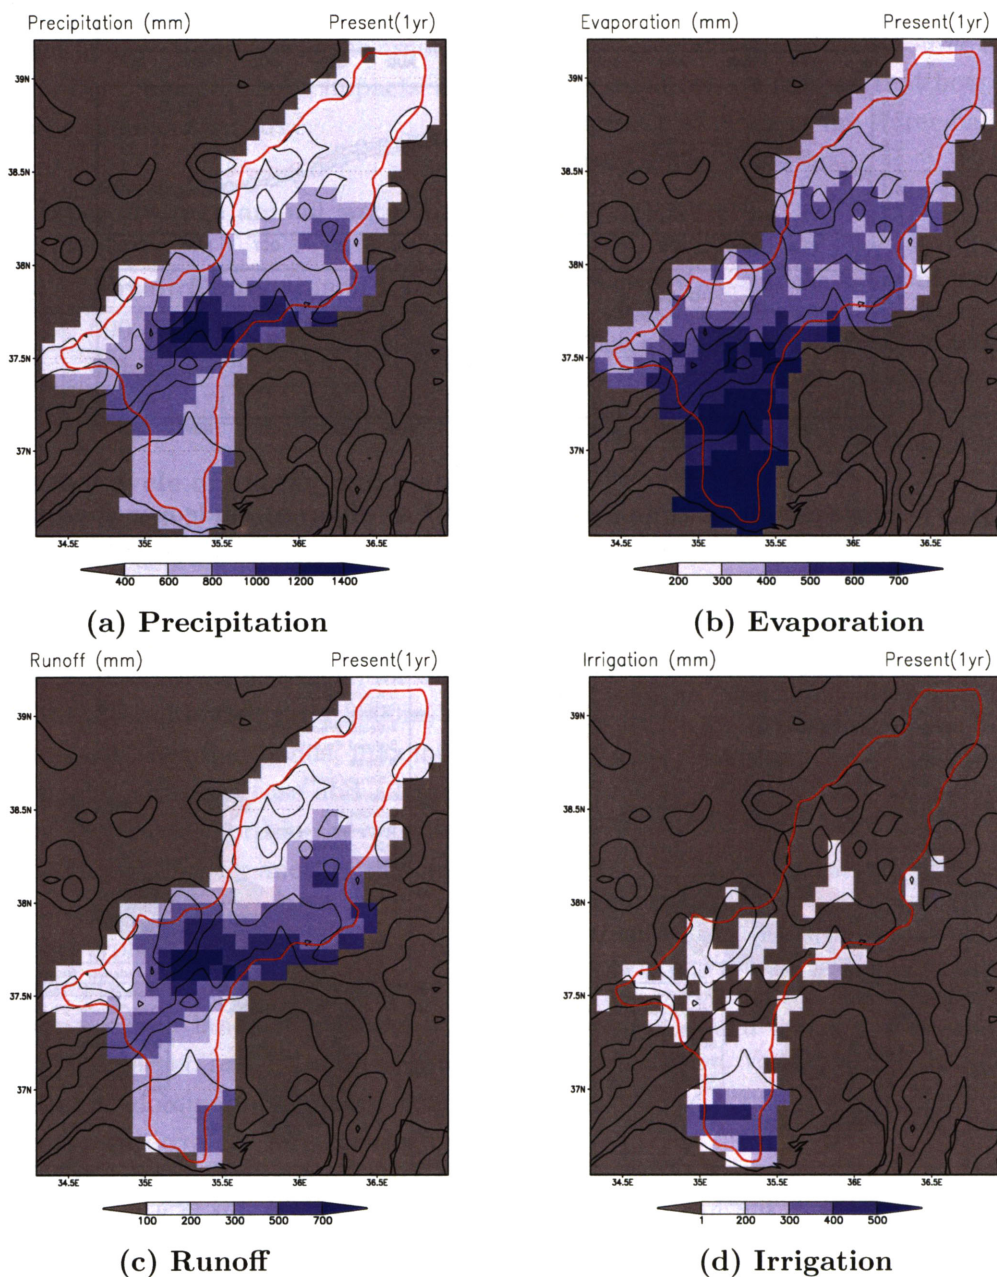 Precipitation (mm) Present(1yr)
39N
38.5N
38N
37.5N
37N
34.5E 35E 35.5E 36E 36.5E
400 600 800 1000 1200 1400
(a) Precipitation
Evaporation (mm) Present(1yr)
39N
38.5N
38N
37.5N
37N
34.5E 35E 35.5E 36E 36.5E
200 300 400 500 600 700
(b) Evaporation
Runoff (mm) Present(1yr)
39N
38.5N
38N
37.5N
37N
34.5E 35E 35.5E 36E 36.5E
100 200 300 500 700
(c) Runoff
Irrigation (mm) Present(1yr)
39N
38.5N
38N
37.5N
37N
34.5E 35E 35.5E 36E 36.5E
1 200 300 400 500
(d) Irrigation